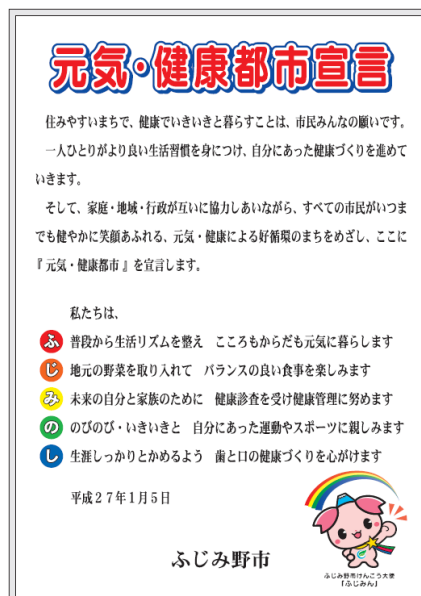 元気・健康都市宣言
住みやすいまちで、健康でいきいきと暮らすことは、市民みんなの願いです。
一人ひとりがより良い生活習慣を身につけ、自分にあった健康づくりを進めて
いきます。
そして、家庭・地域・行政が互いに協力しあいながら、すべての市民がいつま
でも健やかに笑顔あふれる、元気・健康による好循環のまちをめざし、ここに
『元気・健康都市』を宣言します。
私たちは、
ふ 普段から生活リズムを整え　こころもからだも元気に暮らします
じ 地元の野菜を取り入れて　バランスの良い食事を楽しみます
み 未来の自分と家族のために　健康診査を受け健康管理に努めます
の のびのび・いきいきと　自分にあった運動やスポーツに親しみます
し 生涯しっかりとかめるよう　歯と口の健康づくりを心がけます
平成２７年１月５日
ふじみ野市
ふじみ野市けんこう大使
「ふじみん」